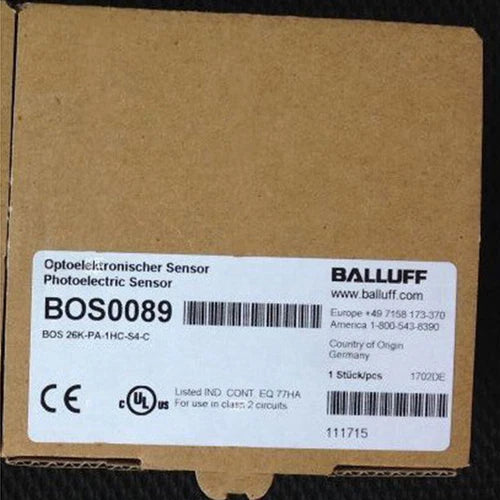 Optoelektronischer Sensor
Photoelectric Sensor
BOS0089
BOS 26K-PA-1HC-S4-C
BALLUFF
www.balluff.com
Europe +49 7158 173-370
America 1-800-543-8390
Country of Origin
Germany
1 Stück/pcs 1702DE
CE
c UL us
Listed IND. CONT. EQ 77HA
For use in class 2 circuits
111715